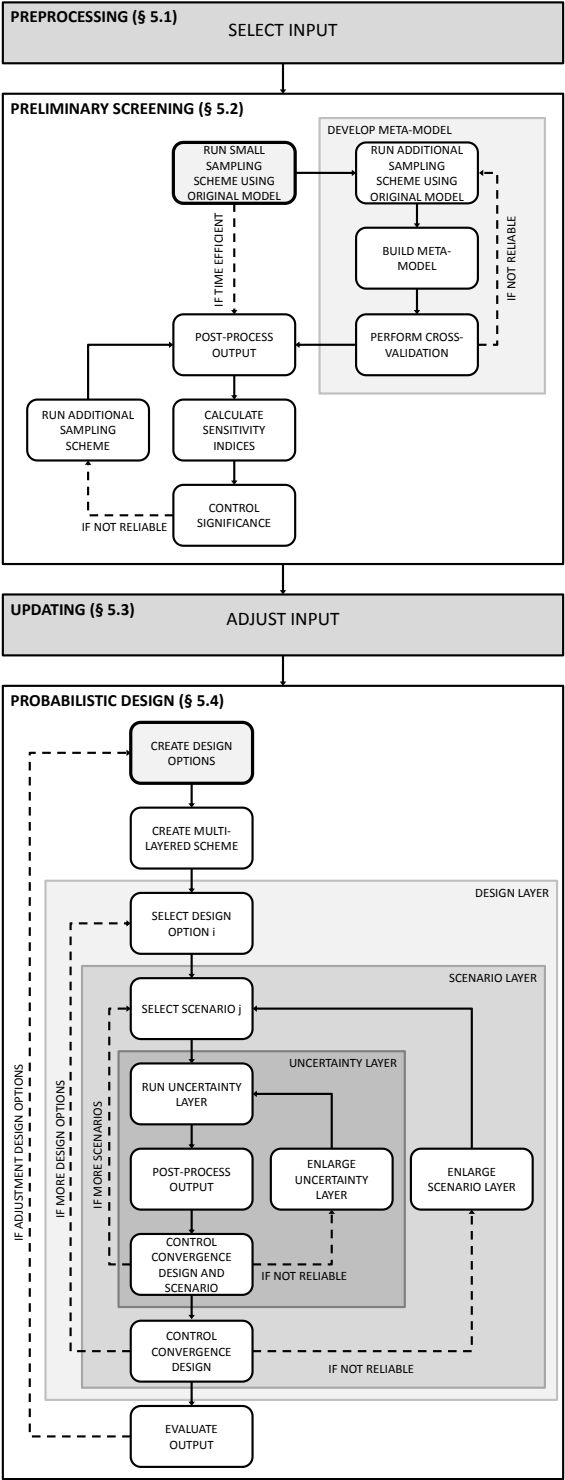 PREPROCESSING (§ 5.1)
SELECT INPUT
PRELIMINARY SCREENING (§ 5.2)
DEVELOP META-MODEL
RUN SMALL
SAMPLING
SCHEME USING
ORIGINAL MODEL
RUN ADDITIONAL
SAMPLING
SCHEME USING
ORIGINAL MODEL
IF TIME EFFICIENT
BUILD META-
MODEL
IF NOT RELIABLE
POST-PROCESS
OUTPUT
PERFORM CROSS-
VALIDATION
RUN ADDITIONAL
SAMPLING
SCHEME
CALCULATE
SENSITIVITY
INDICES
CONTROL
SIGNIFICANCE
IF NOT RELIABLE
UPDATING (§ 5.3)
ADJUST INPUT
PROBABILISTIC DESIGN (§ 5.4)
CREATE DESIGN
OPTIONS
CREATE MULTI-
LAYERED SCHEME
DESIGN LAYER
SELECT DESIGN
OPTION i
SCENARIO LAYER
SELECT SCENARIO j
UNCERTAINTY LAYER
RUN UNCERTAINTY
LAYER
IF ADJUSTMENT DESIGN OPTIONS
IF MORE DESIGN OPTIONS
IF MORE SCENARIOS
POST-PROCESS
OUTPUT
ENLARGE
UNCERTAINTY
LAYER
ENLARGE
SCENARIO LAYER
CONTROL
CONVERGENCE
DESIGN AND
SCENARIO
IF NOT RELIABLE
CONTROL
CONVERGENCE
DESIGN
IF NOT RELIABLE
EVALUATE
OUTPUT